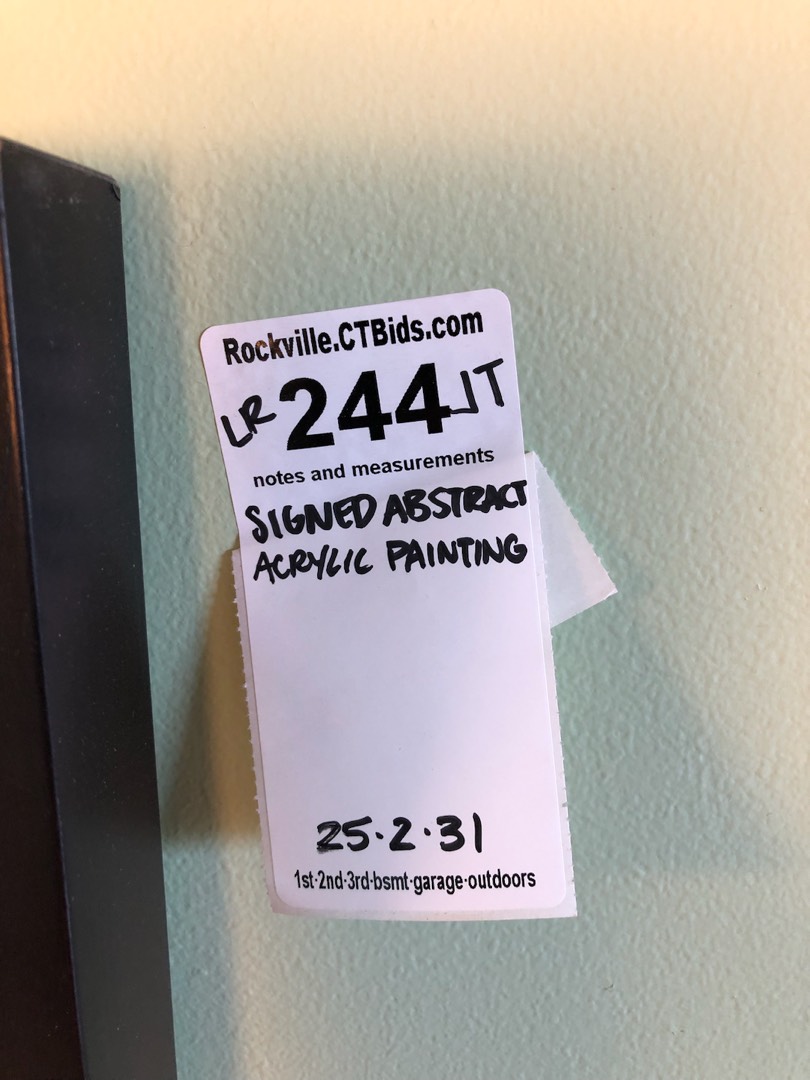 Rockville.CTBids.com
LR 244 JT
notes and measurements
SIGNED ABSTRACT
ACRYLIC PAINTING
25·2·31
1st·2nd·3rd·bsmt·garage·outdoors